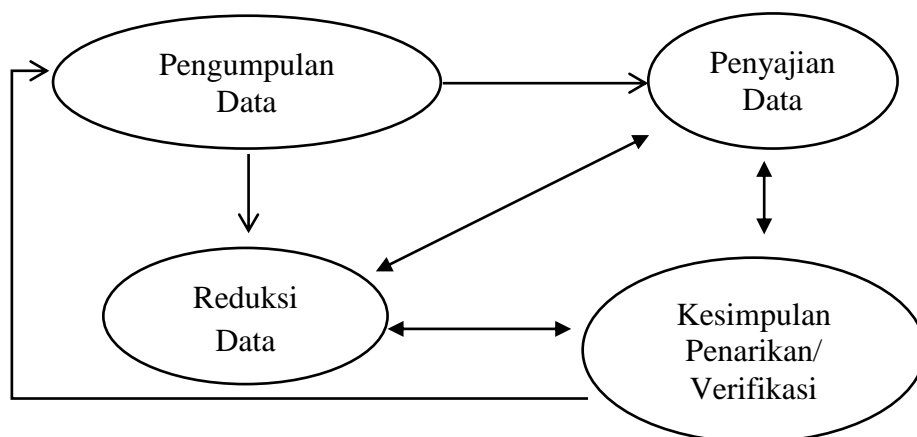 Pengumpulan
Data
Penyajian
Data
Reduksi
Data
Kesimpulan
Penarikan/
Verifikasi